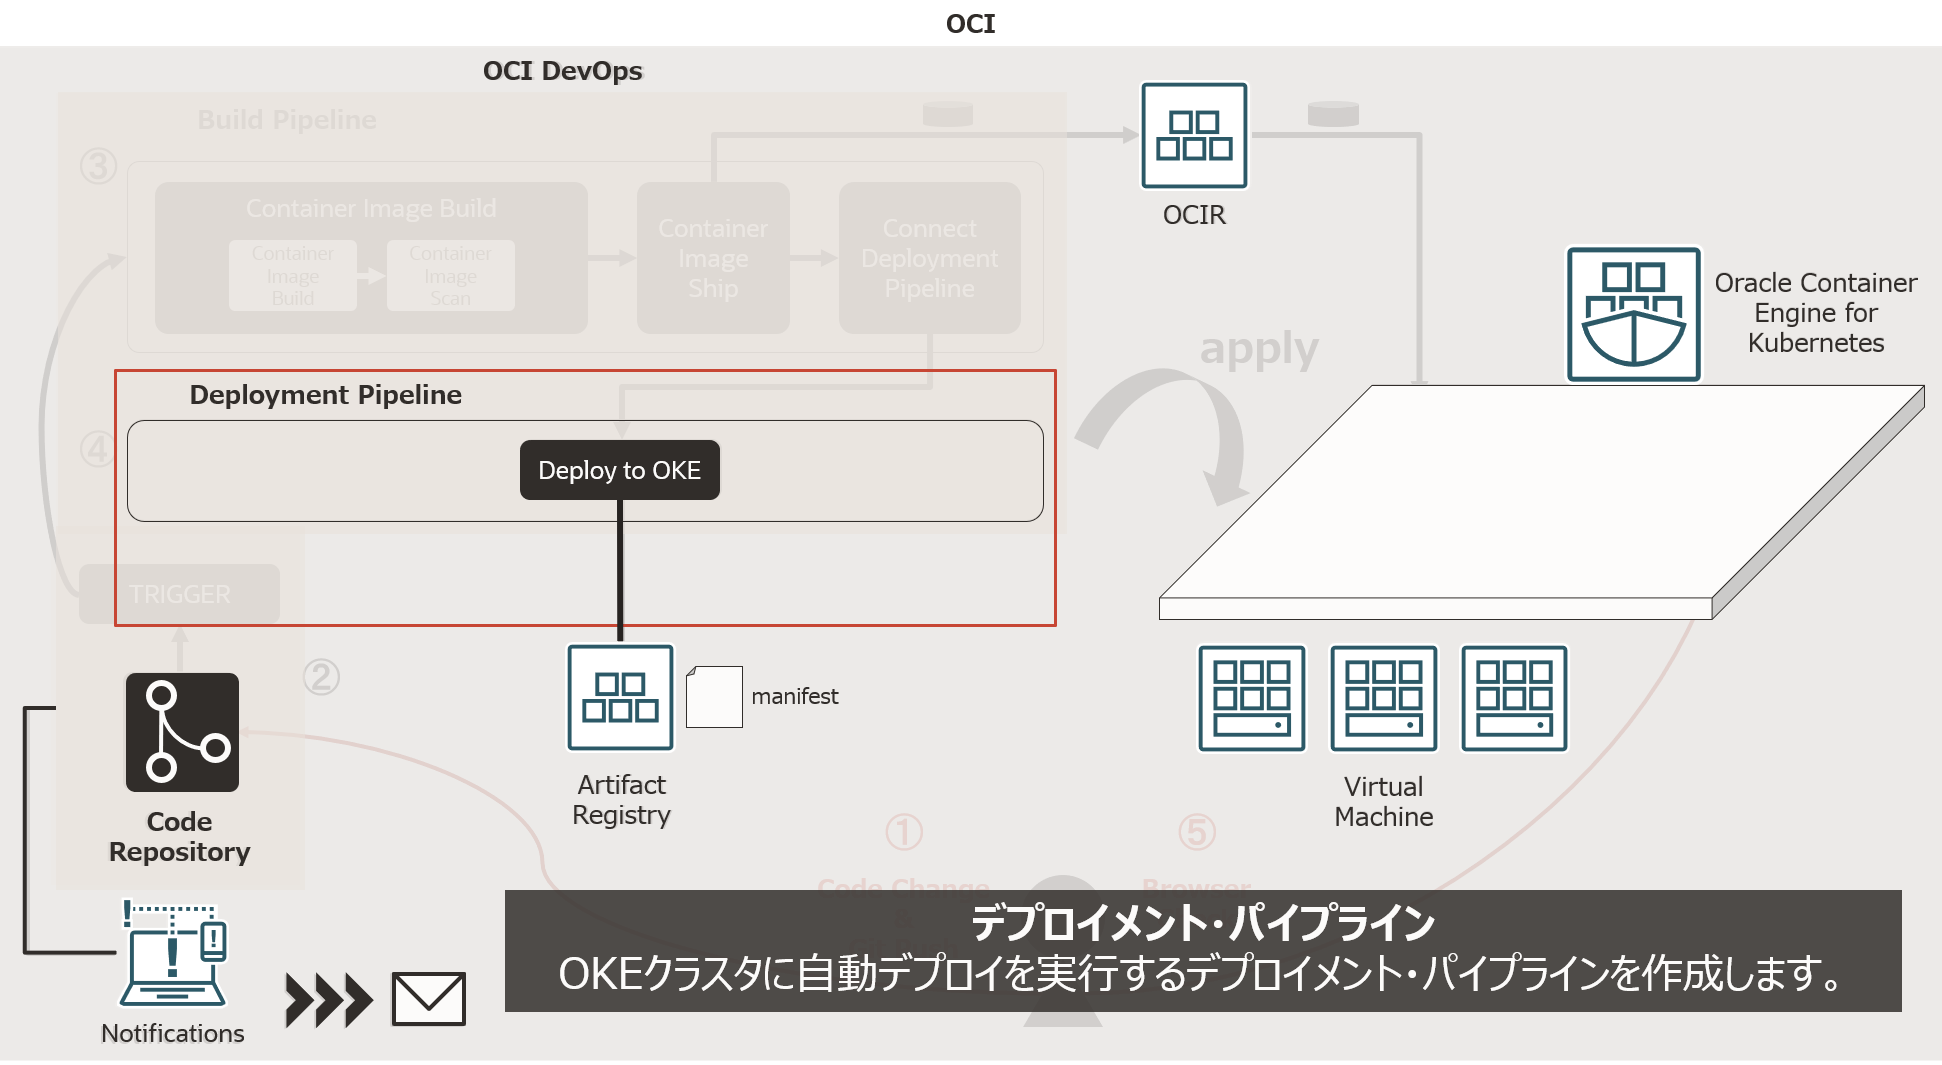 OCI
OCI DevOps
Build Pipeline
③
Container Image Build
Container
Image
Build
Container
Image
Scan
Container
Image
Ship
Connect
Deployment
Pipeline
OCIR
Oracle Container
Engine for
Kubernetes
apply
Deployment Pipeline
④
Deploy to OKE
TRIGGER
②
manifest
Code
Repository
Artifact
Registry
Virtual
Machine
①
⑤
Code Change
&
Git Push
Browser
デプロイメント・パイプライン
OKEクラスタに自動デプロイを実行するデプロイメント・パイプラインを作成します。
Notifications